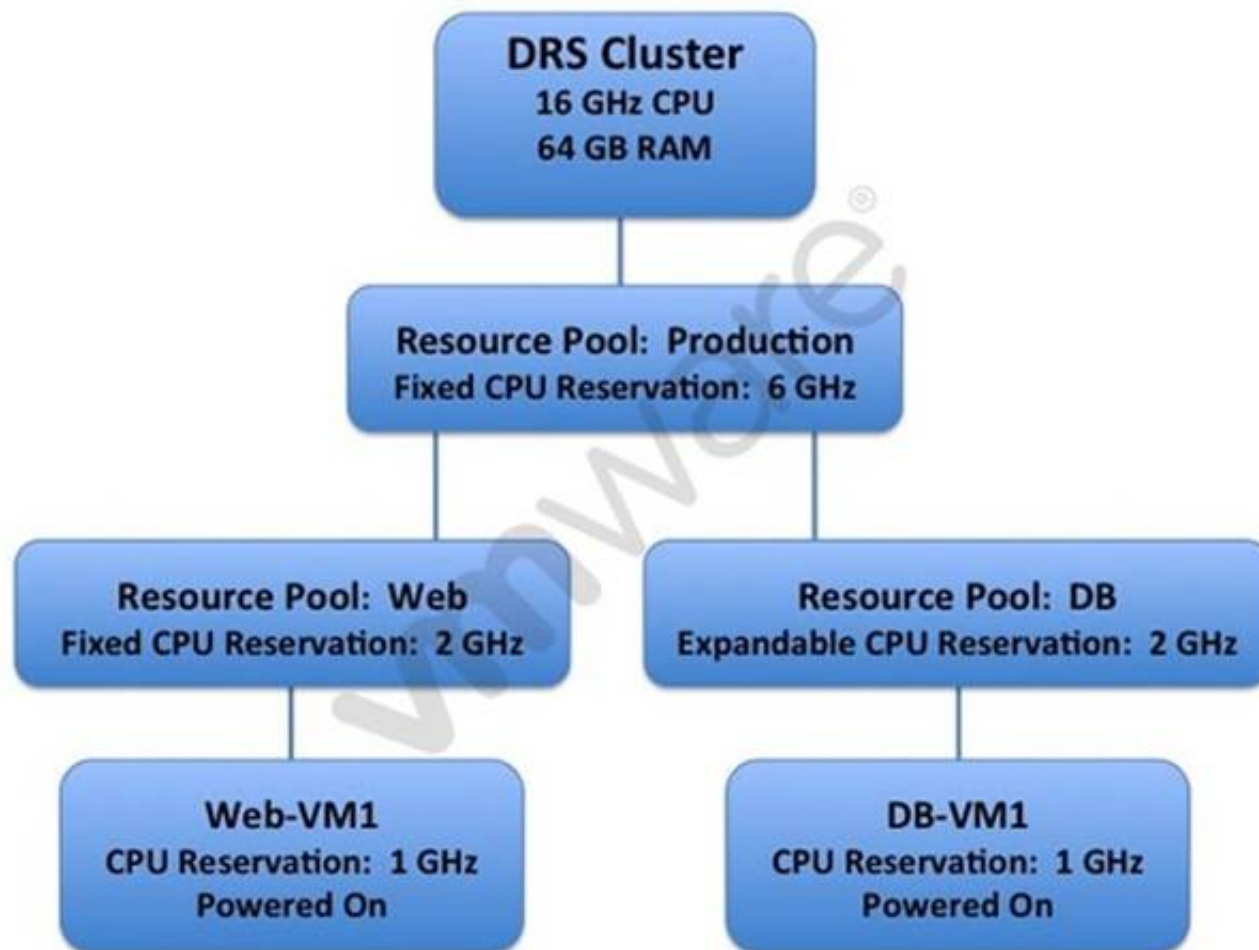 DRS Cluster
16 GHz CPU
64 GB RAM
Resource Pool: Production
Fixed CPU Reservation: 6 GHz
Resource Pool: Web
Fixed CPU Reservation: 2 GHz
Resource Pool: DB
Expandable CPU Reservation: 2 GHz
Web-VM1
CPU Reservation: 1 GHz
Powered On
DB-VM1
CPU Reservation: 1 GHz
Powered On
vmware®